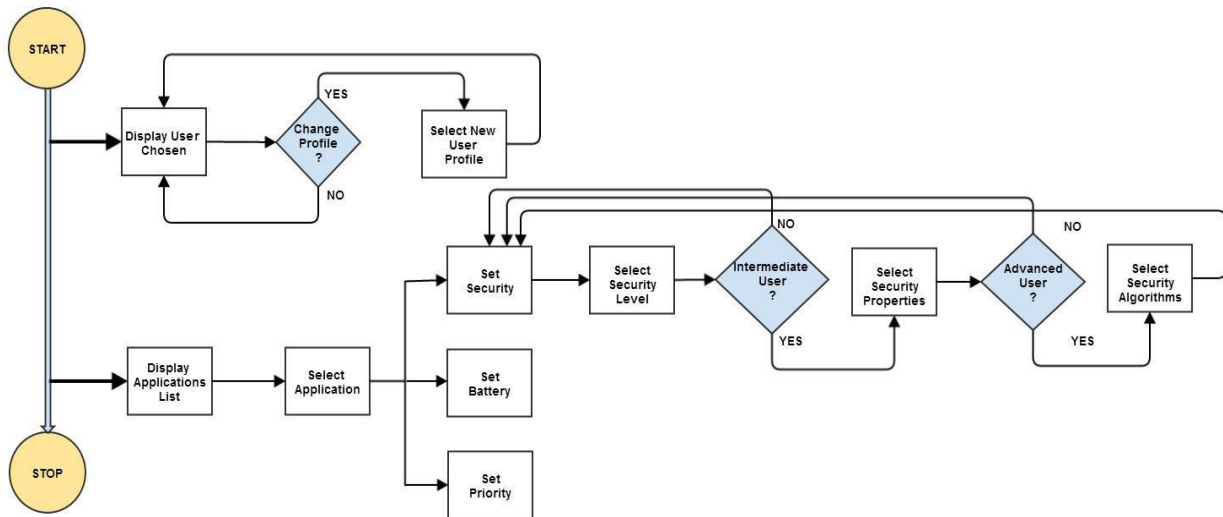 START
YES
Display User
Chosen
Change
Profile
?
Select New
User
Profile
NO
NO
NO
Set
Security
Select
Security
Level
Intermediate
User
?
Select
Security
Properties
Advanced
User
?
Select
Security
Algorithms
YES
YES
Display
Applications
List
Select
Application
Set
Battery
Set
Priority
STOP